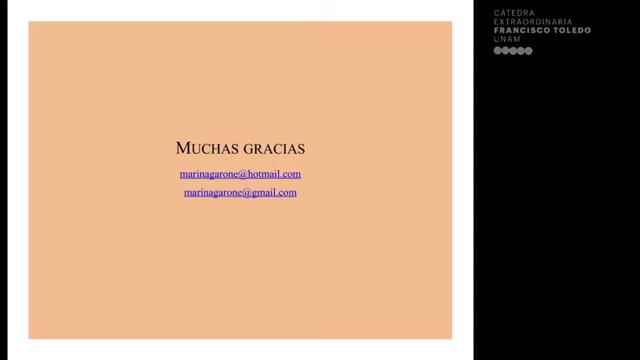 MUCHAS GRACIAS
marinagarone@hotmail.com
marinagarone@gmail.com
CÁTEDRA
EXTRAORDINARIA
FRANCISCO TOLEDO
UNAM